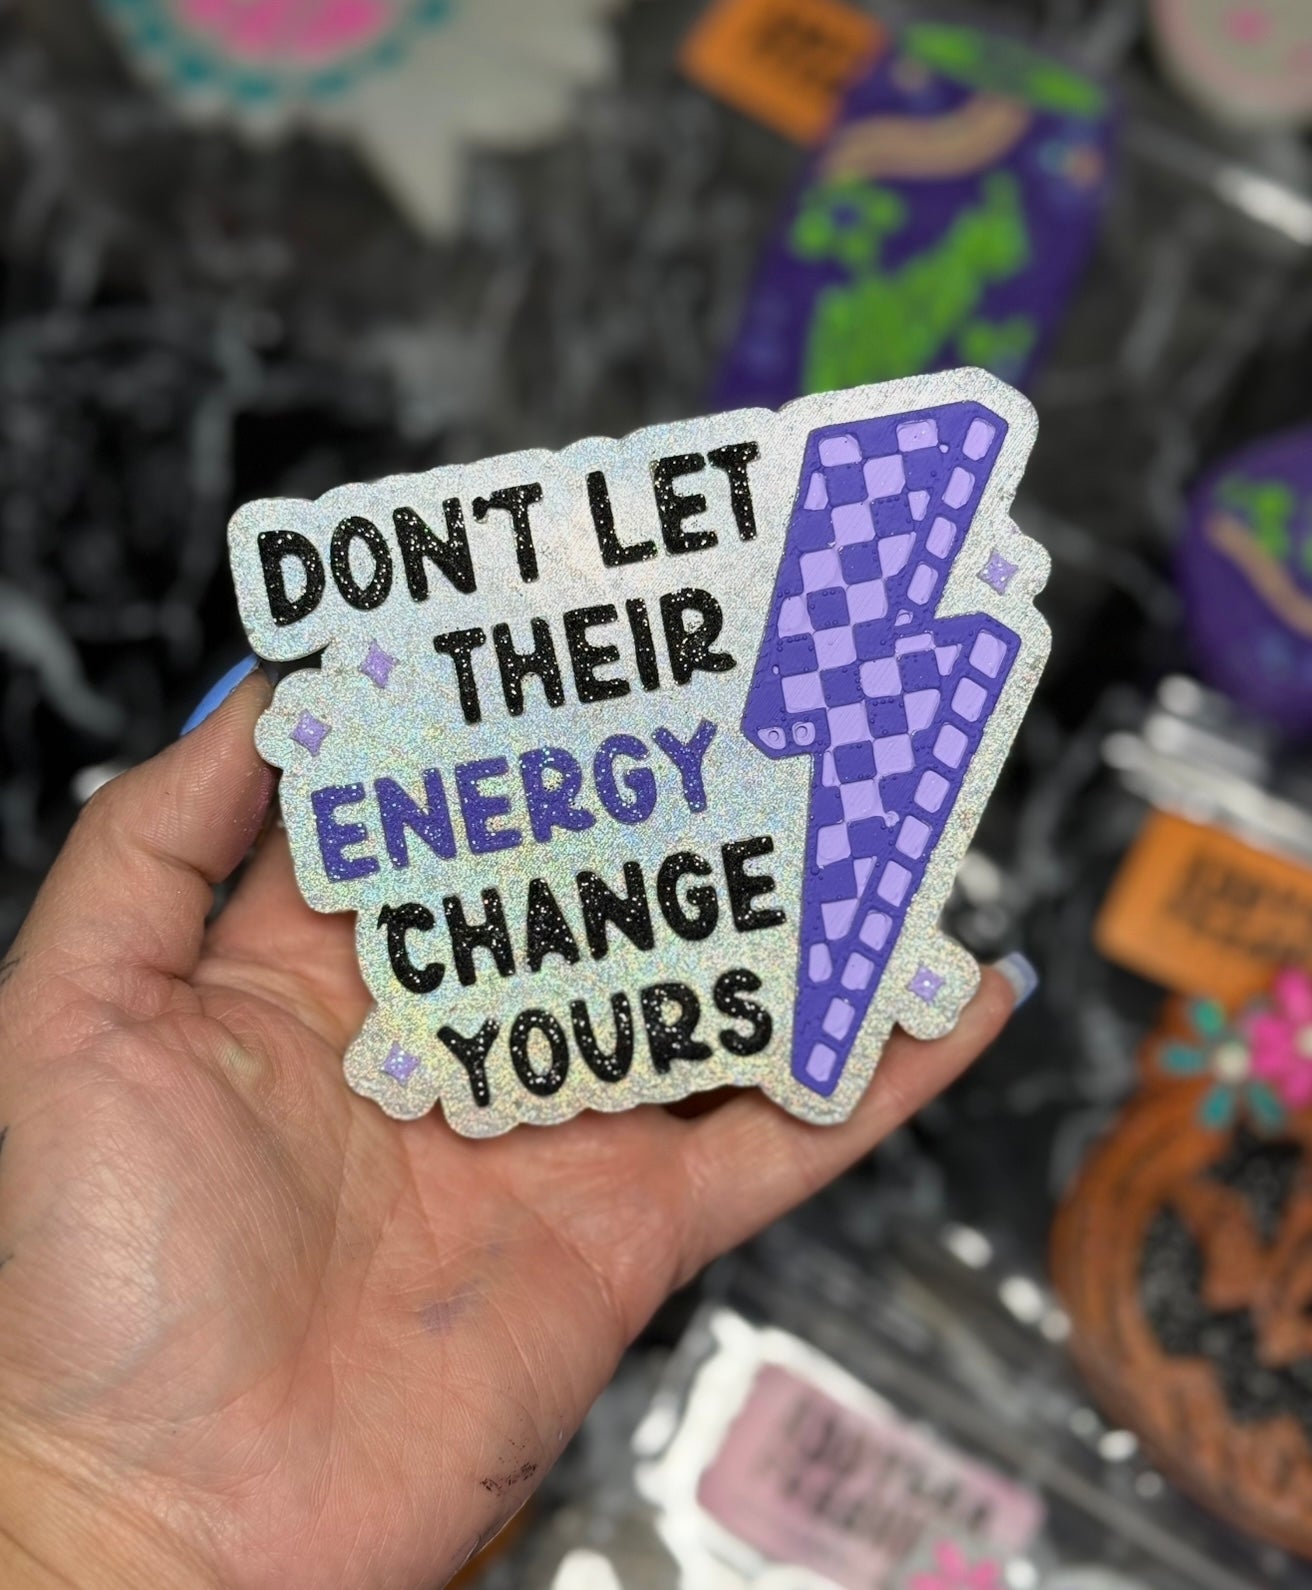 DON'T LET
THEIR
ENERGY
CHANGE
YOURS